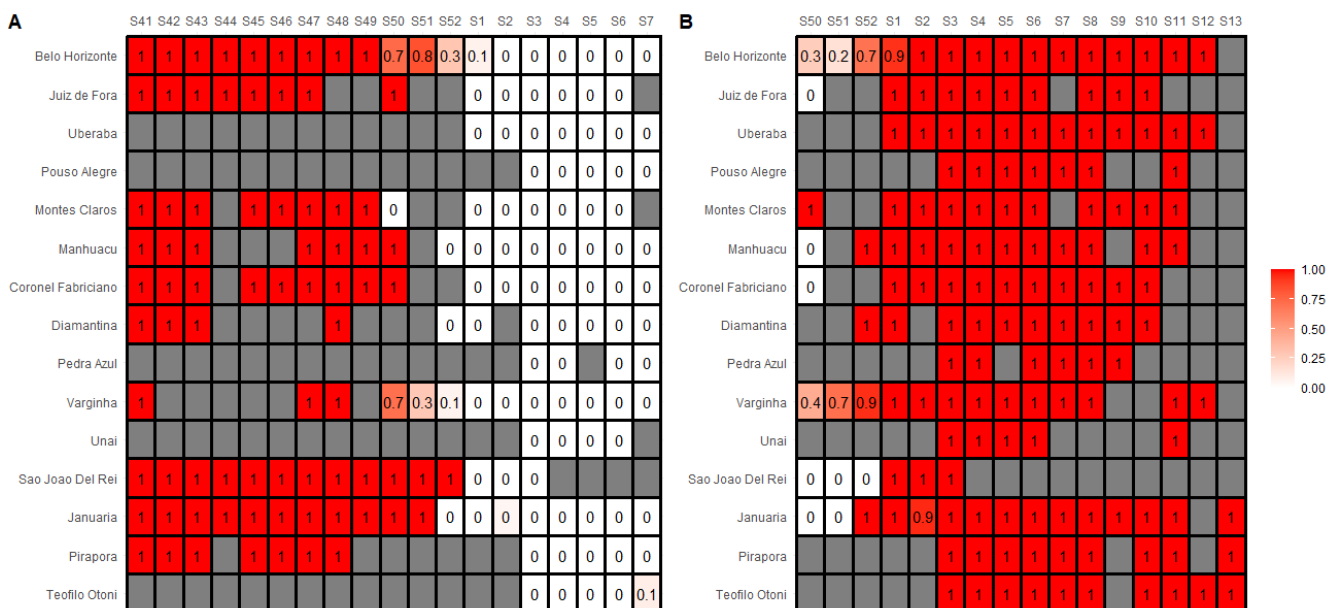 A S41 S42 S43 S44 S45 S46 S47 S48 S49 S50 S51 S52 S1 S2 S3 S4 S5 S6 S7 B S50 S51 S52 S1 S2 S3 S4 S5 S6 S7 S8 S9 S10 S11 S12 S13
Belo Horizonte 1 1 1 1 1 1 1 1 1 0.7 0.8 0.3 0.1 0 0 0 0 0 0 Belo Horizonte 0.3 0.2 0.7 0.9 1 1 1 1 1 1 1 1 1 1 1
Juiz de Fora 1 1 1 1 1 1 1 1 0 0 0 0 0 0 Juiz de Fora 0 1 1 1 1 1 1 1 1 1
Uberaba 0 0 0 0 0 0 0 Uberaba 1 1 1 1 1 1 1 1 1 1 1 1
Pouso Alegre 0 0 0 0 0 Pouso Alegre 1 1 1 1 1 1 1
Montes Claros 1 1 1 1 1 1 1 1 0 0 0 0 0 0 0 Montes Claros 1 1 1 1 1 1 1 1 1 1 1
Manhuacu 1 1 1 1 1 1 1 0 0 0 0 0 0 0 0 Manhuacu 0 1 1 1 1 1 1 1 1 1 1 1
Coronel Fabriciano 1 1 1 1 1 1 1 1 1 0 0 0 0 0 0 0 Coronel Fabriciano 0 1 1 1 1 1 1 1 1 1 1
Diamantina 1 1 1 1 0 0 0 0 0 0 0 Diamantina 1 1 1 1 1 1 1 1 1 1
Pedra Azul 0 0 0 0 Pedra Azul 1 1 1 1 1 1
Varginha 1 1 1 0.7 0.3 0.1 0 0 0 0 0 0 0 Varginha 0.4 0.7 0.9 1 1 1 1 1 1 1 1 1 1
Unai 0 0 0 0 Unai 1 1 1 1 1
Sao Joao Del Rei 1 1 1 1 1 1 1 1 1 1 1 1 0 0 0 Sao Joao Del Rei 0 0 0 1 1 1
Januaria 1 1 1 1 1 1 1 1 1 1 1 0 0 0 0 0 0 0 0 Januaria 0 0 1 1 0.9 1 1 1 1 1 1 1 1 1 1
Pirapora 1 1 1 1 1 1 1 0 0 0 0 0 Pirapora 1 1 1 1 1 1 1 1 1
Teofilo Otoni 0 0 0 0 0.1 Teofilo Otoni 1 1 1 1 1 1 1 1 1 1
1.00
0.75
0.50
0.25
0.00